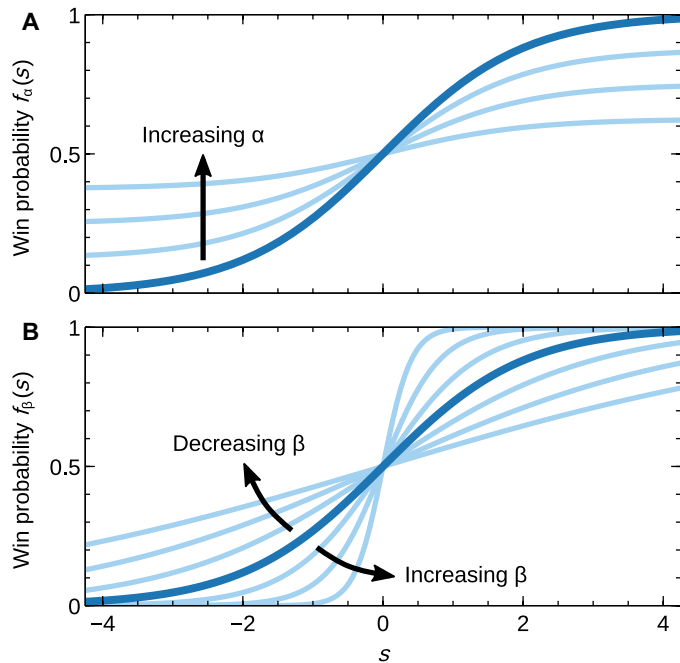 A
1
Win probability fα(s)
Increasing α
0.5
0
B
1
Win probability fβ(s)
Decreasing β
0.5
Increasing β
0
−4 −2 0 2 4
s